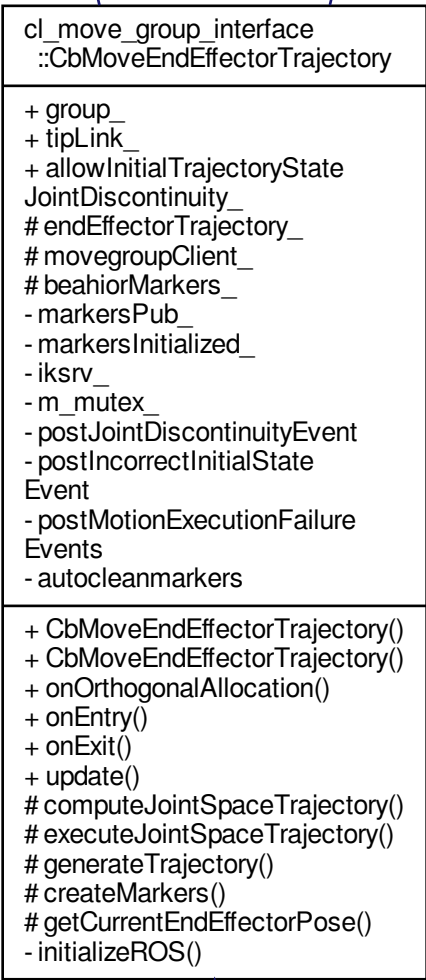 cl_move_group_interface
::CbMoveEndEffectorTrajectory
+ group_
+ tipLink_
+ allowInitialTrajectoryState
JointDiscontinuity_
# endEffectorTrajectory_
# movegroupClient_
# beahiorMarkers_
- markersPub_
- markersInitialized_
- iksrv_
- m_mutex_
- postJointDiscontinuityEvent
- postIncorrectInitialState
Event
- postMotionExecutionFailure
Events
- autocleanmarkers
+ CbMoveEndEffectorTrajectory()
+ CbMoveEndEffectorTrajectory()
+ onOrthogonalAllocation()
+ onEntry()
+ onExit()
+ update()
# computeJointSpaceTrajectory()
# executeJointSpaceTrajectory()
# generateTrajectory()
# createMarkers()
# getCurrentEndEffectorPose()
- initializeROS()